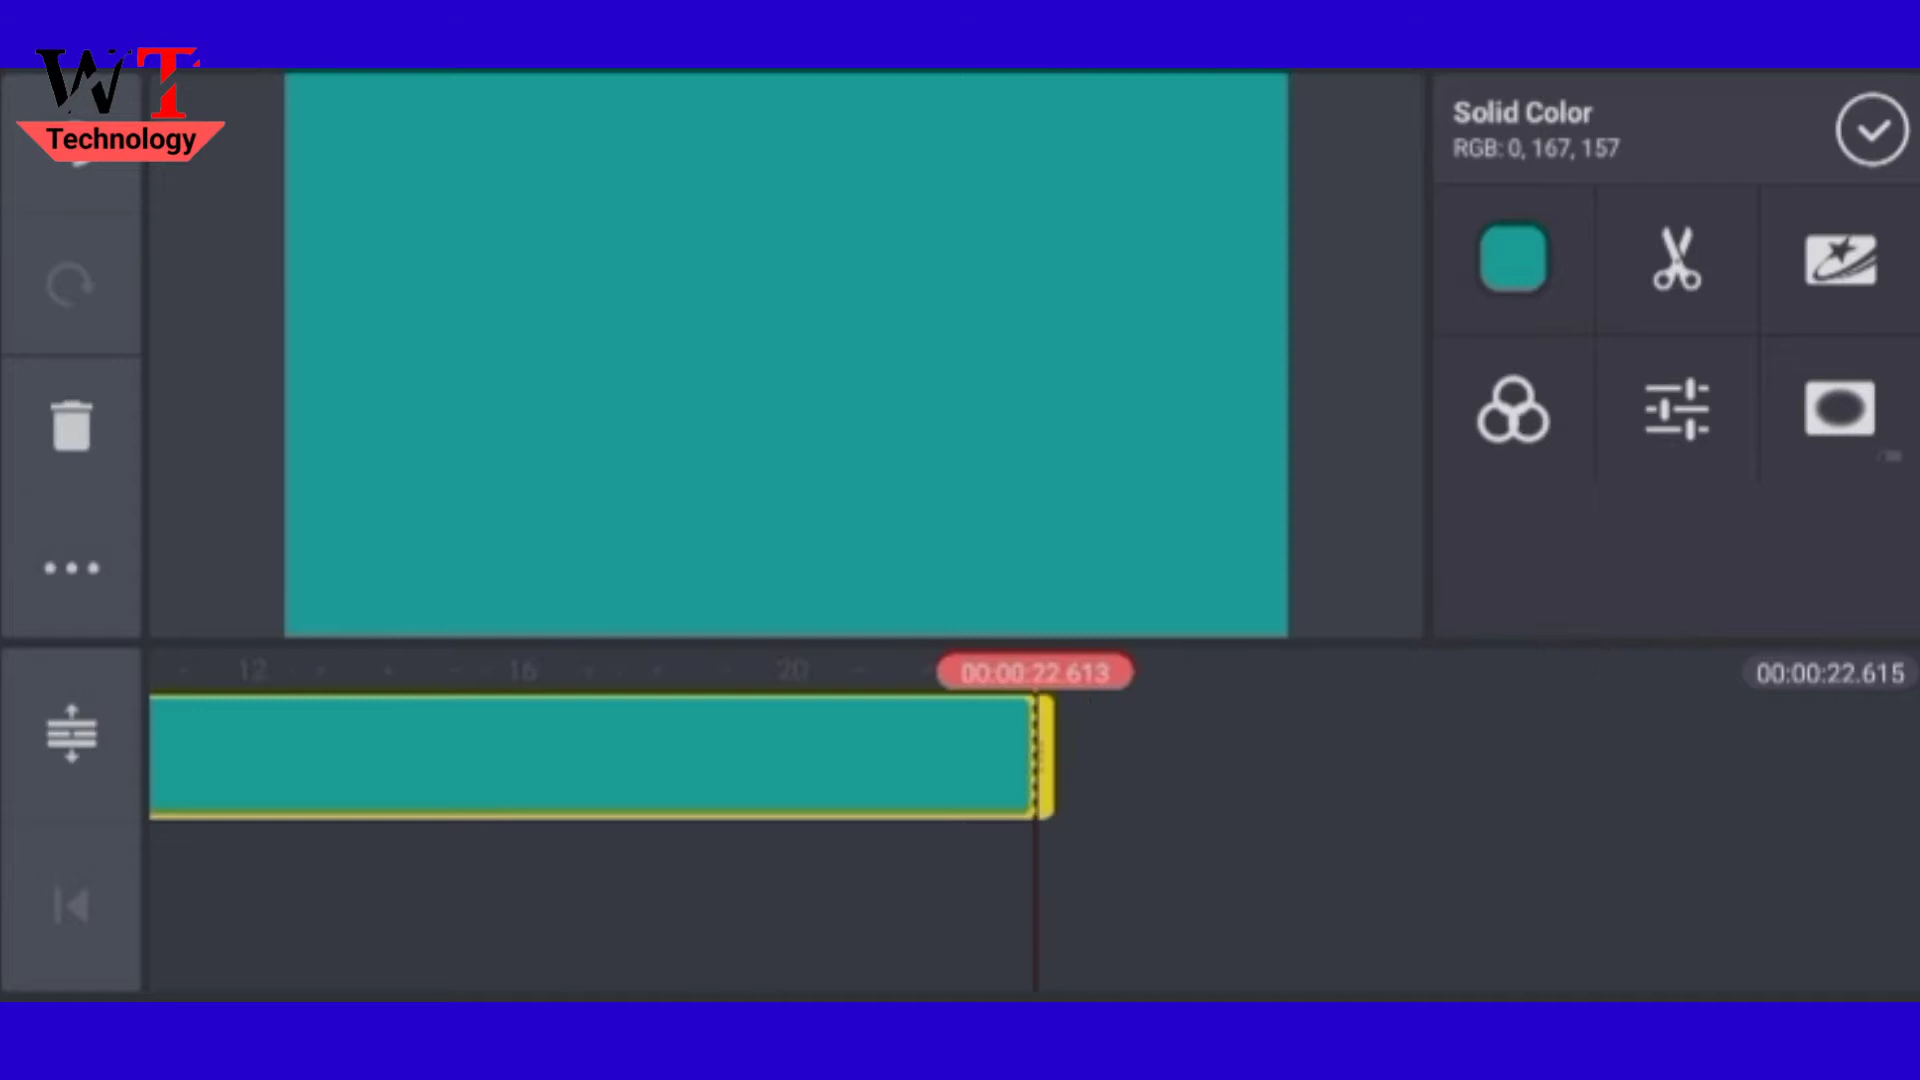 WT
Technology
Solid Color
RGB: 0, 167, 157
12
16
20
00:00:22.613
00:00:22.615